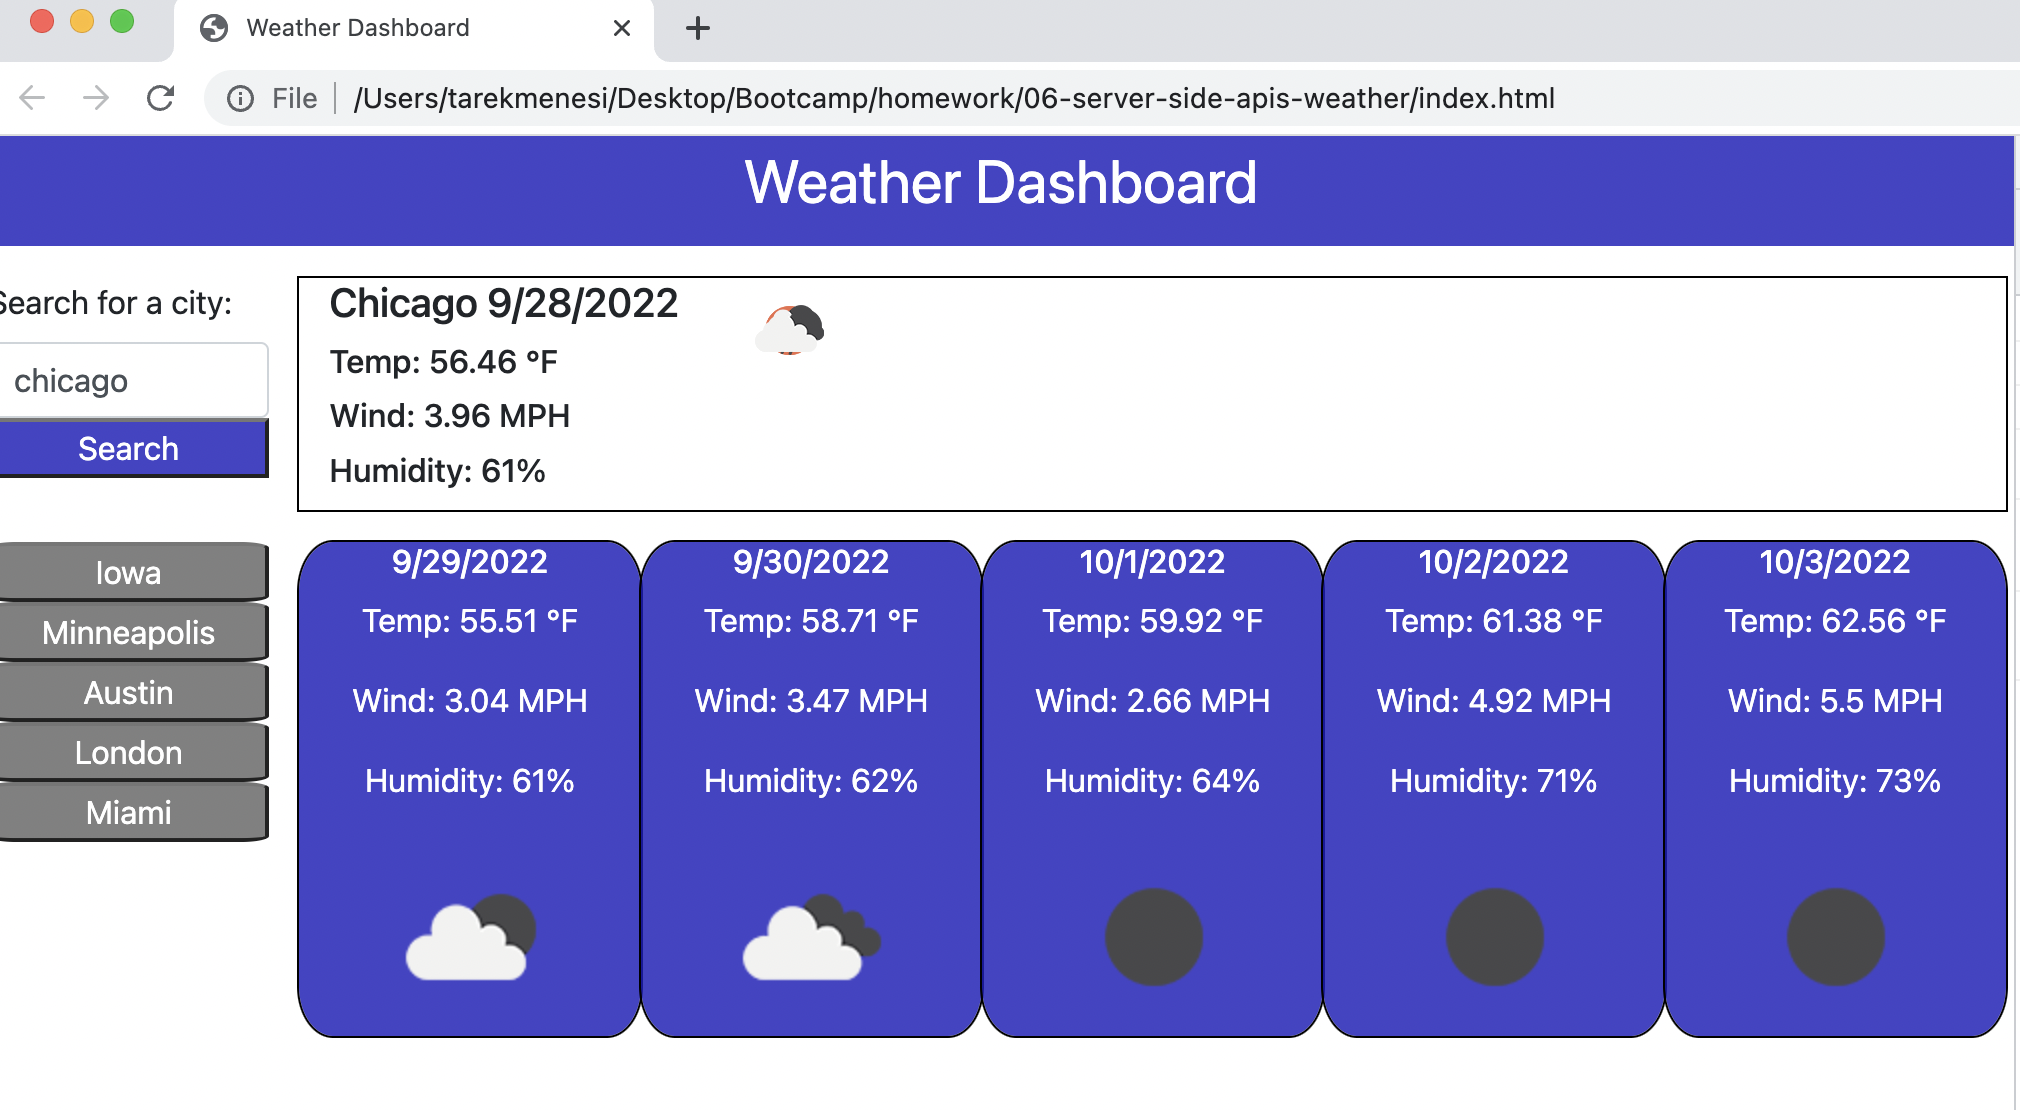 Weather Dashboard
File
/Users/tarekmenesi/Desktop/Bootcamp/homework/06-server-side-apis-weather/index.html
Weather Dashboard
Search for a city:
chicago
Search
Iowa
Minneapolis
Austin
London
Miami
Chicago 9/28/2022
Temp: 56.46 °F
Wind: 3.96 MPH
Humidity: 61%
9/29/2022
Temp: 55.51 °F
Wind: 3.04 MPH
Humidity: 61%
9/30/2022
Temp: 58.71 °F
Wind: 3.47 MPH
Humidity: 62%
10/1/2022
Temp: 59.92 °F
Wind: 2.66 MPH
Humidity: 64%
10/2/2022
Temp: 61.38 °F
Wind: 4.92 MPH
Humidity: 71%
10/3/2022
Temp: 62.56 °F
Wind: 5.5 MPH
Humidity: 73%